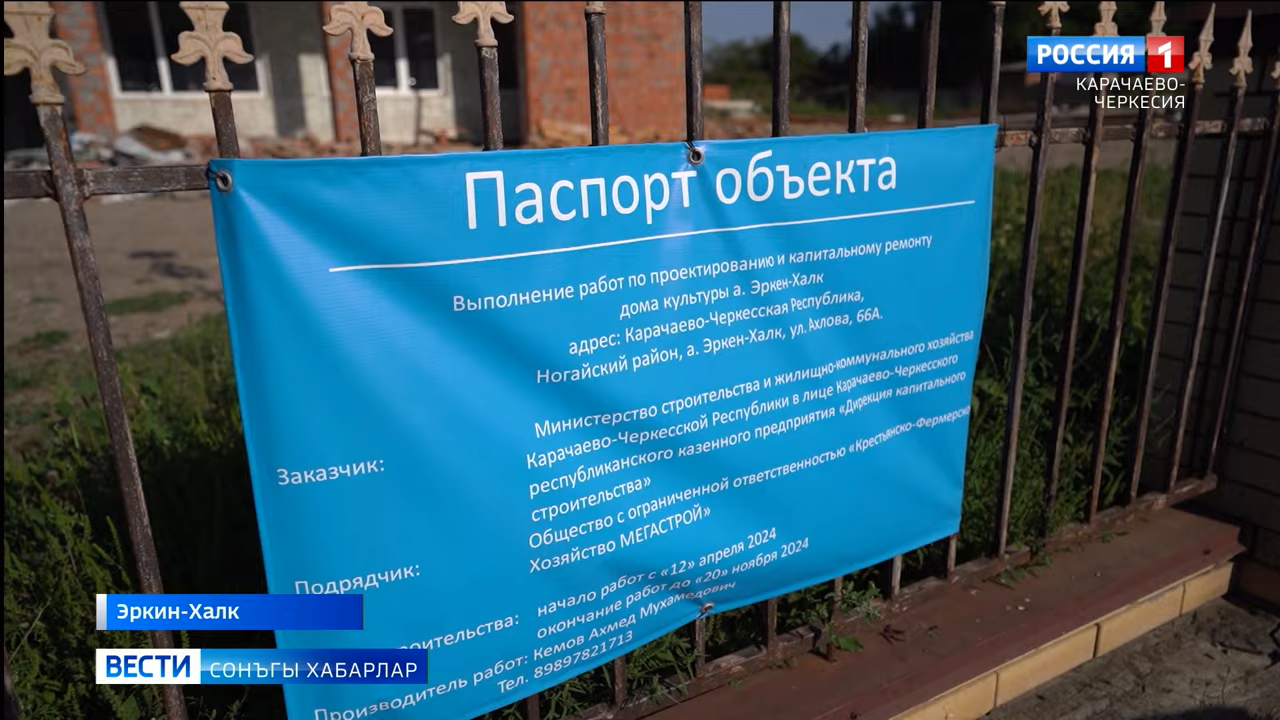 РОССИЯ 1
КАРАЧАЕВО-
ЧЕРКЕСИЯ
Паспорт объекта
Выполнение работ по проектированию и капитальному ремонту
дома культуры а. Эркен-Халк
адрес: Карачаево-Черкесская Республика,
Ногайский район, а. Эркен-Халк, ул. Ахлова, 66А.
Заказчик:
Министерство строительства и жилищно-коммунального хозяйства
Карачаево-Черкесской Республики в лице Карачаево-Черкесского
республиканского казенного предприятия «Дирекция капитального
строительства»
Подрядчик:
Общество с ограниченной ответственностью «Крестьянско-Фермерско
Хозяйство МЕГАСТРОЙ»
роительства:
начало работ с «12» апреля 2024
окончание работ до «20» ноября 2024
Производитель работ: Кемов Ахмед Мухамедович
Тел. 89897821713
Эркин-Халк
ВЕСТИ СОНЪГЫ ХАБАРЛАР